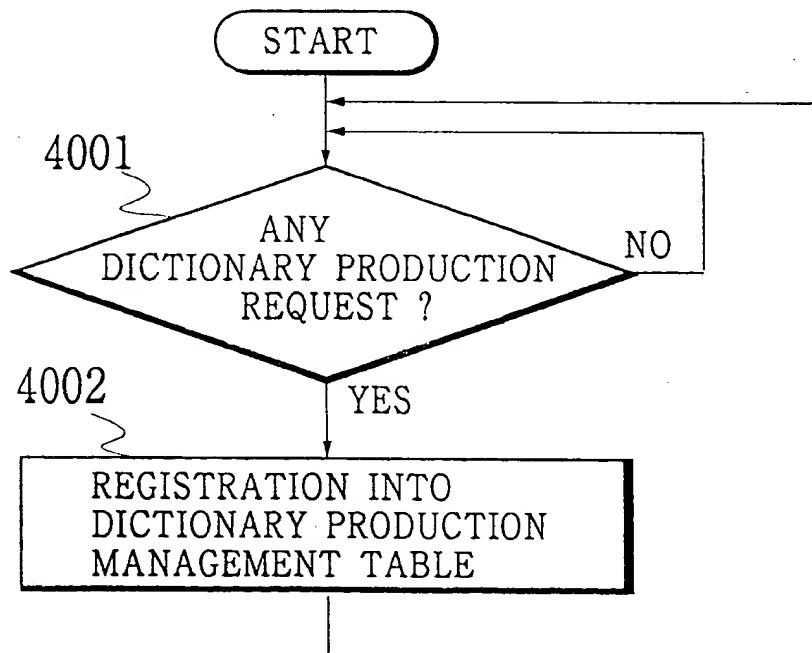 START
4001
ANY
DICTIONARY PRODUCTION
REQUEST ?
NO
YES
4002
REGISTRATION INTO
DICTIONARY PRODUCTION
MANAGEMENT TABLE